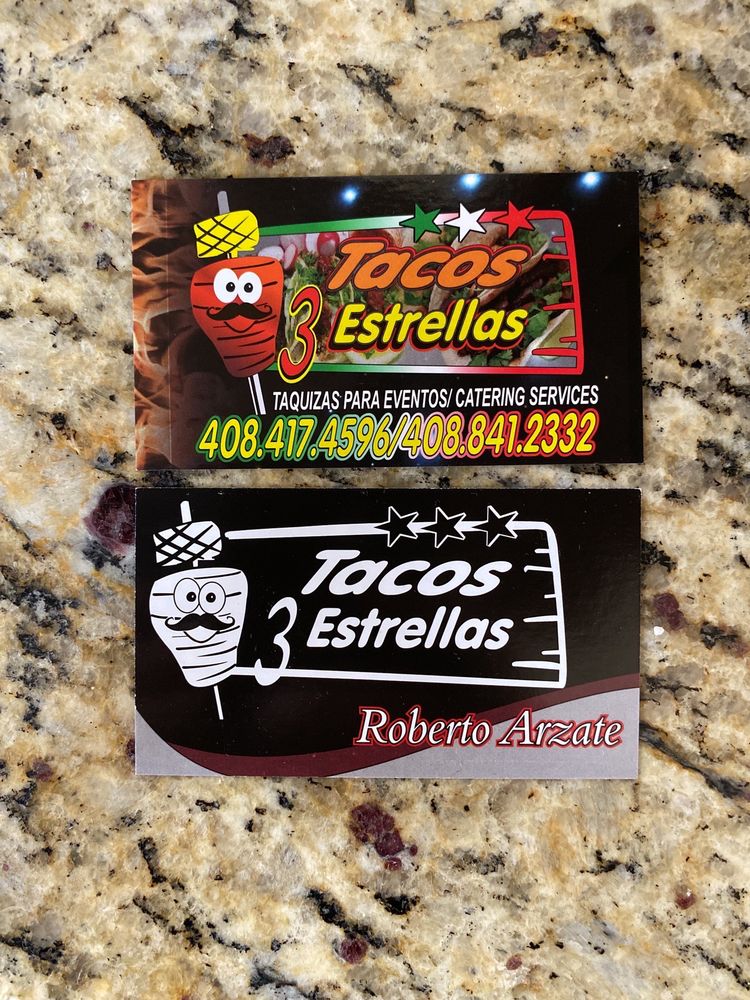 Tacos
3 Estrellas
TAQUIZAS PARA EVENTOS/ CATERING SERVICES
408.417.4596/408.841.2332
Tacos
3 Estrellas
Roberto Arzate